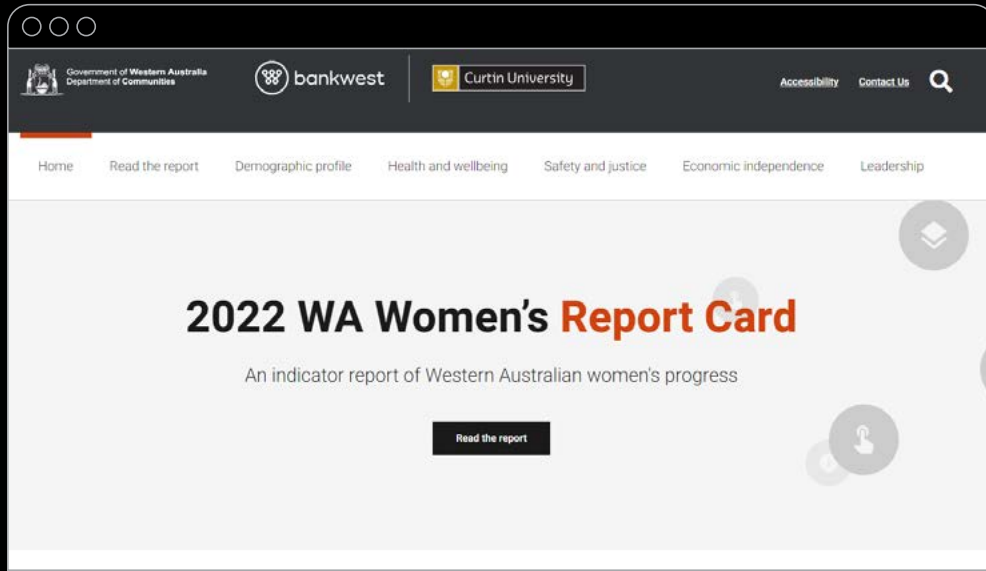 Government of Western Australia
Department of Communities
bankwest
Curtin University
Accessibility
Contact Us
Home
Read the report
Demographic profile
Health and wellbeing
Safety and justice
Economic independence
Leadership
2022 WA Women's Report Card
An indicator report of Western Australian women's progress
Read the report